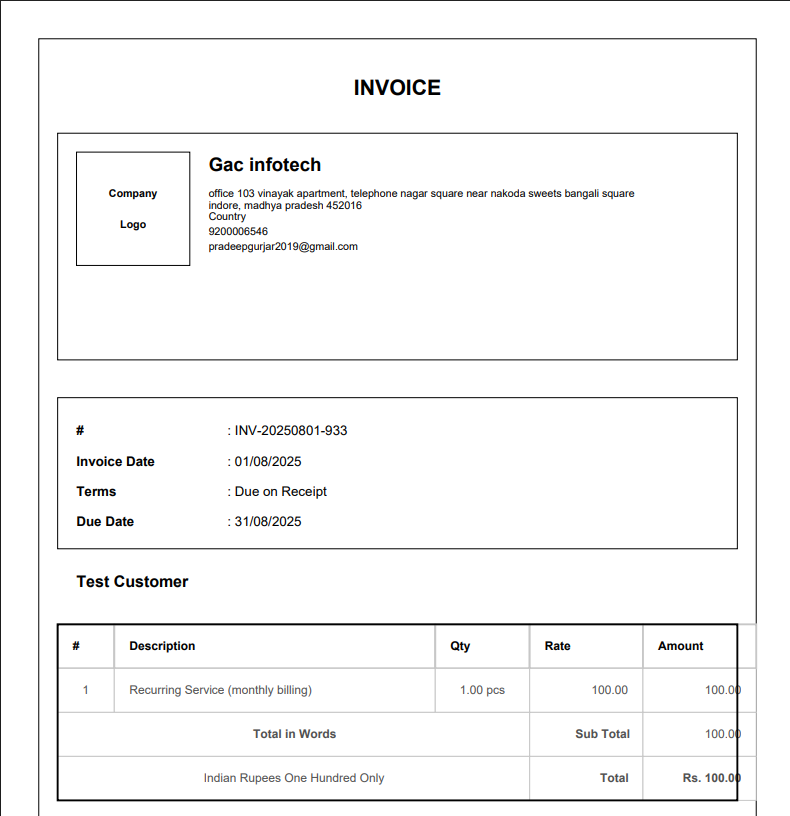 INVOICE
Company
Logo
Gac infotech
office 103 vinayak apartment, telephone nagar square near nakoda sweets bangali square
indore, madhya pradesh 452016
Country
9200006546
pradeepgurjar2019@gmail.com
# : INV-20250801-933
Invoice Date : 01/08/2025
Terms : Due on Receipt
Due Date : 31/08/2025
Test Customer
# Description Qty Rate Amount
1 Recurring Service (monthly billing) 1.00 pcs 100.00 100.00
Total in Words Sub Total 100.00
Indian Rupees One Hundred Only Total Rs. 100.00